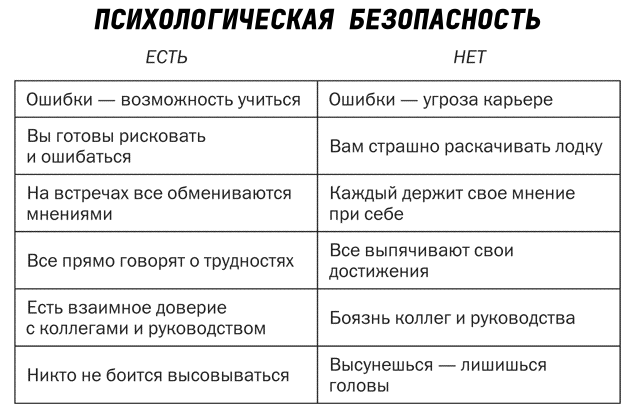 ПСИХОЛОГИЧЕСКАЯ БЕЗОПАСНОСТЬ
ЕСТЬ
НЕТ
Ошибки — возможность учиться
Ошибки — угроза карьере
Вы готовы рисковать
и ошибаться
Вам страшно раскачивать лодку
На встречах все обмениваются
мнениями
Каждый держит свое мнение
при себе
Все прямо говорят о трудностях
Все выпячивают свои
достижения
Есть взаимное доверие
с коллегами и руководством
Боязнь коллег и руководства
Никто не боится высовываться
Высунешься — лишишься
головы